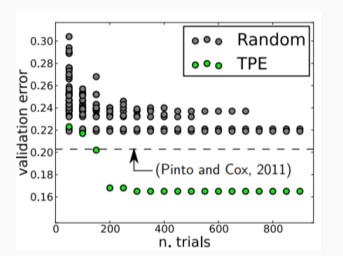 0.30
0.28
0.26
0.24
0.22
0.20
0.18
0.16
validation error
Random
TPE
(Pinto and Cox, 2011)
0 200 400 600 800
n. trials